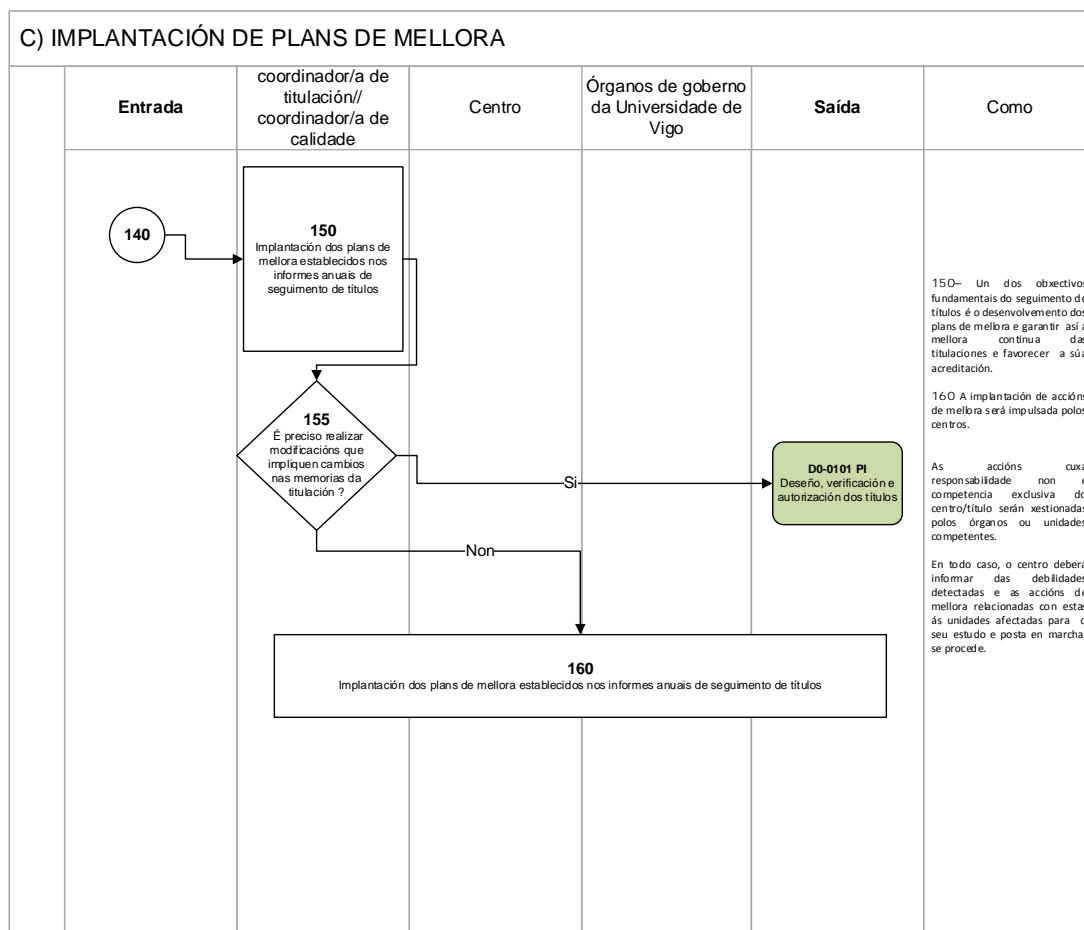 C) IMPLANTACIÓN DE PLANS DE MELLORA
Entrada
coordinador/a de
titulación//
coordinador/a de
calidade
Centro
Órganos de goberno
da Universidade de
Vigo
Saída
Como
140
150
Implantación dos plans de
mellora establecidos nos
informes anuais de
seguimento de títulos
155
É preciso realizar
modificacións que
impliquen cambios
nas memorias da
titulación ?
Si
D0-0101 PI
Deseño, verificación e
autorización dos títulos
Non
160
Implantación dos plans de mellora establecidos nos informes anuais de seguimento de títulos
150– Un dos obxectivos
fundamentais do seguimento de
títulos é o desenvolvemento dos
plans de mellora e garantir así a
mellora continua das
titulaciones e favorecer a súa
acreditación.
160 A implantación de accións
de mellora será impulsada polos
centros.
As accións cuxa
responsabilidade non é
competencia exclusiva do
centro/título serán xestionadas
polos órganos ou unidades
competentes.
En todo caso, o centro deberá
informar das debilidades
detectadas e as accións de
mellora relacionadas con estas
ás unidades afectadas para o
seu estudo e posta en marcha,
se procede.